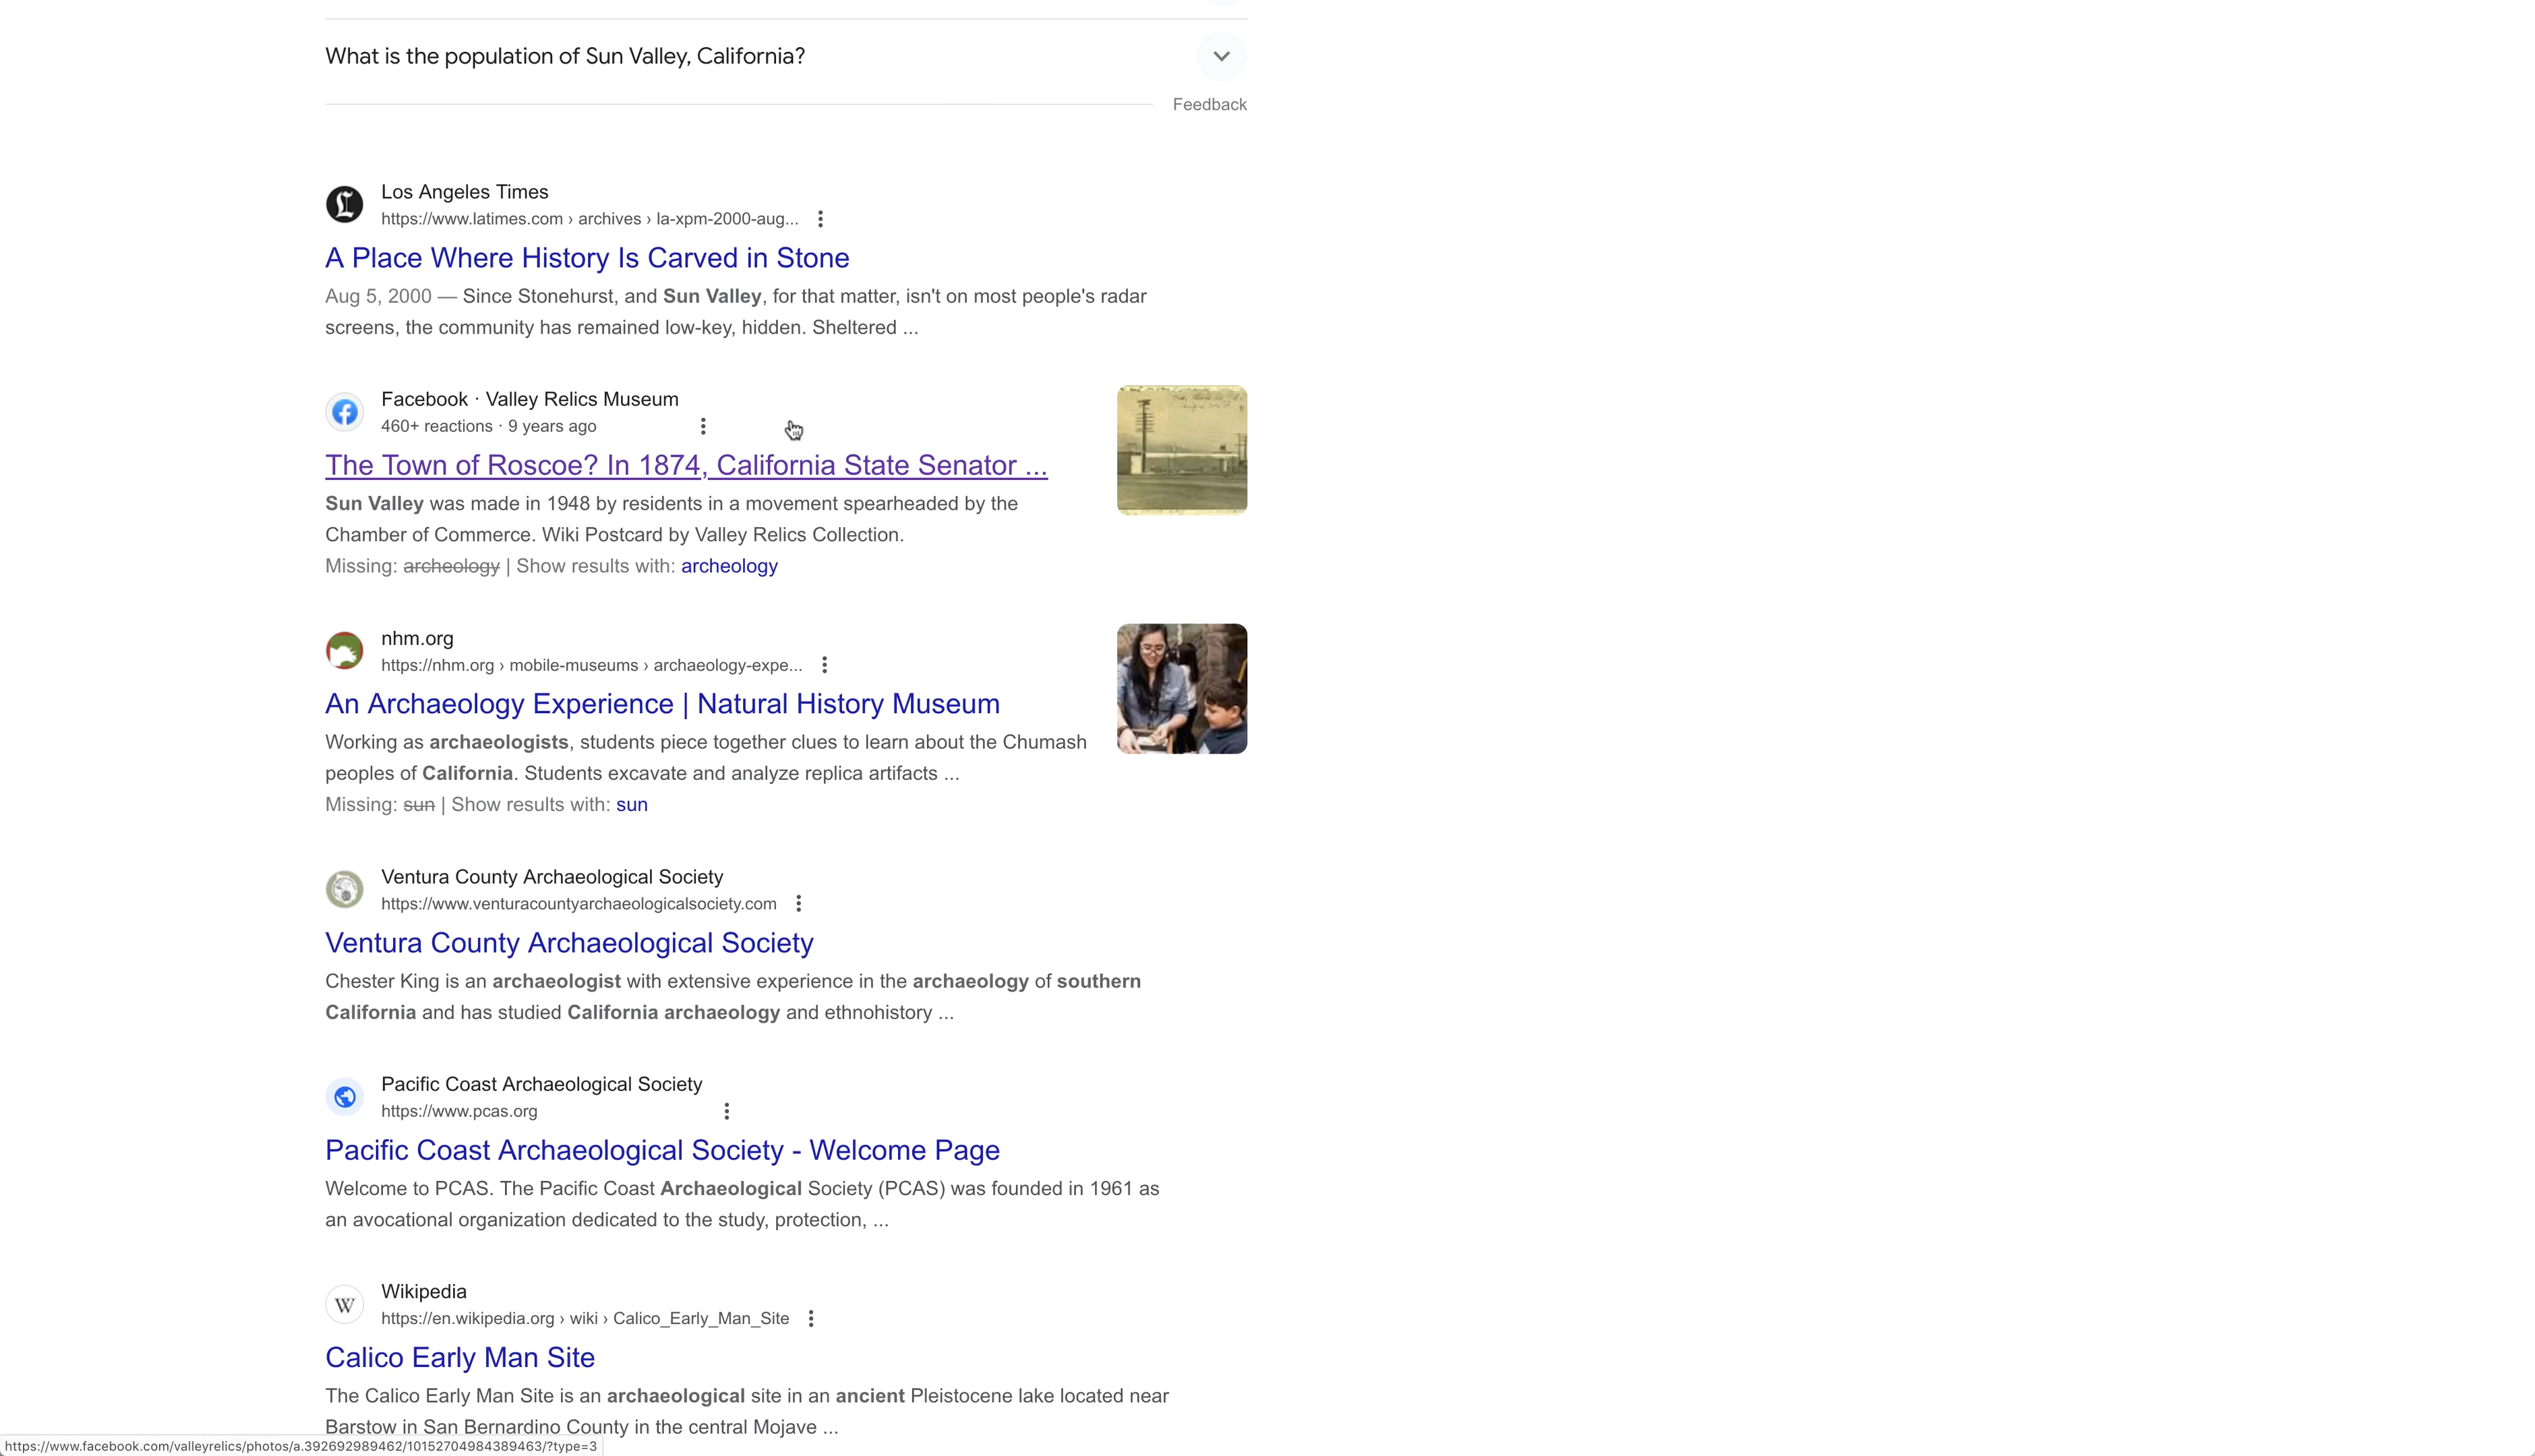 What is the population of Sun Valley, California?
Feedback
Los Angeles Times
https://www.latimes.com › archives › la-xpm-2000-aug...
A Place Where History Is Carved in Stone
Aug 5, 2000 — Since Stonehurst, and Sun Valley, for that matter, isn't on most people's radar
screens, the community has remained low-key, hidden. Sheltered ...
Facebook · Valley Relics Museum
460+ reactions · 9 years ago
The Town of Roscoe? In 1874, California State Senator ...
Sun Valley was made in 1948 by residents in a movement spearheaded by the
Chamber of Commerce. Wiki Postcard by Valley Relics Collection.
Missing: archeology | Show results with: archeology
nhm.org
https://nhm.org › mobile-museums › archaeology-expe...
An Archaeology Experience | Natural History Museum
Working as archaeologists, students piece together clues to learn about the Chumash
peoples of California. Students excavate and analyze replica artifacts ...
Missing: sun | Show results with: sun
Ventura County Archaeological Society
https://www.venturacountyarchaeologicalsociety.com
Ventura County Archaeological Society
Chester King is an archaeologist with extensive experience in the archaeology of southern
California and has studied California archaeology and ethnohistory ...
Pacific Coast Archaeological Society
https://www.pcas.org
Pacific Coast Archaeological Society - Welcome Page
Welcome to PCAS. The Pacific Coast Archaeological Society (PCAS) was founded in 1961 as
an avocational organization dedicated to the study, protection, ...
W
Wikipedia
https://en.wikipedia.org › wiki › Calico_Early_Man_Site
Calico Early Man Site
The Calico Early Man Site is an archaeological site in an ancient Pleistocene lake located near
Barstow in San Bernardino County in the central Mojave ...
https://www.facebook.com/valleyrelics/photos/a.392692989462/10152704984389463/?type=3